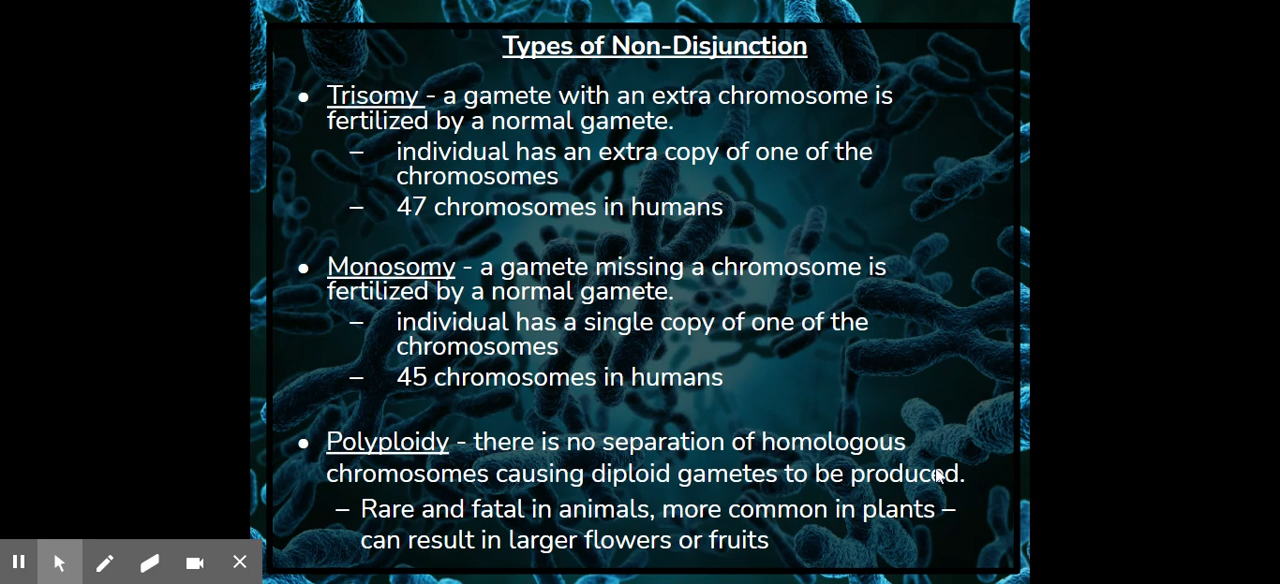 Types of Non-Disjunction
● Trisomy - a gamete with an extra chromosome is
fertilized by a normal gamete.
– individual has an extra copy of one of the
chromosomes
– 47 chromosomes in humans
● Monosomy - a gamete missing a chromosome is
fertilized by a normal gamete.
– individual has a single copy of one of the
chromosomes
– 45 chromosomes in humans
● Polyploidy - there is no separation of homologous
chromosomes causing diploid gametes to be produced.
– Rare and fatal in animals, more common in plants –
can result in larger flowers or fruits